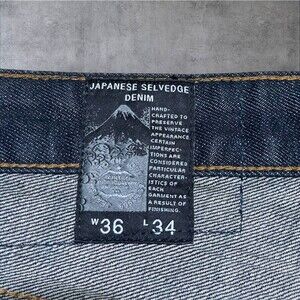 JAPANESE SELVEDGE
DENIM
HAND-
CRAFTED TO
PRESERVE
THE VINTAGE
APPEARANCE
CERTAIN
IMPERFEC-
TIONS ARE
CONSIDERED
PARTICULAR
CHARACTER-
ISTICS OF
EACH
GARMENT AS
A RESULT OF
FINISHING.
W36 L34